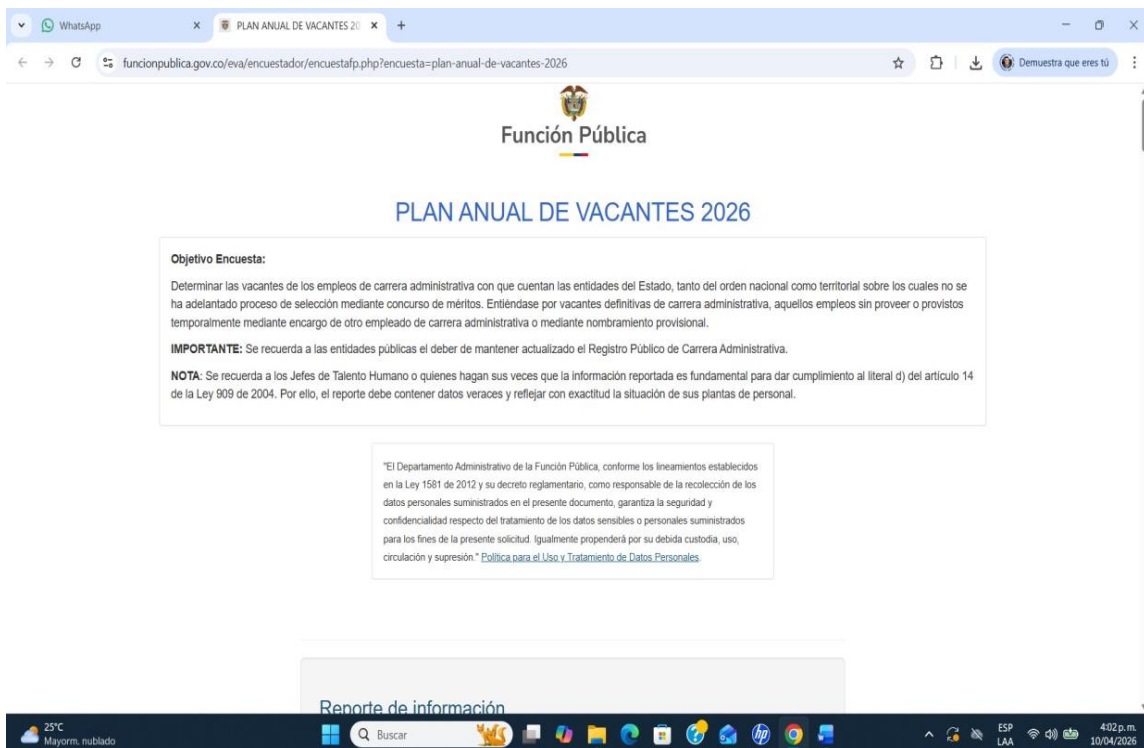 WhatsApp
PLAN ANUAL DE VACANTES 20
funcionpublica.gov.co/eva/encuestador/encuestafp.php?encuesta=plan-anual-de-vacantes-2026
Demuestra que eres tú
Función Pública
PLAN ANUAL DE VACANTES 2026
Objetivo Encuesta:
Determinar las vacantes de los empleos de carrera administrativa con que cuentan las entidades del Estado, tanto del orden nacional como territorial sobre los cuales no se
ha adelantado proceso de selección mediante concurso de méritos. Entiéndase por vacantes definitivas de carrera administrativa, aquellos empleos sin proveer o provistos
temporalmente mediante encargo de otro empleado de carrera administrativa o mediante nombramiento provisional.
IMPORTANTE: Se recuerda a las entidades públicas el deber de mantener actualizado el Registro Público de Carrera Administrativa.
NOTA: Se recuerda a los Jefes de Talento Humano o quienes hagan sus veces que la información reportada es fundamental para dar cumplimiento al literal d) del artículo 14
de la Ley 909 de 2004. Por ello, el reporte debe contener datos veraces y reflejar con exactitud la situación de sus plantas de personal.
"El Departamento Administrativo de la Función Pública, conforme los lineamientos establecidos
en la Ley 1581 de 2012 y su decreto reglamentario, como responsable de la recolección de los
datos personales suministrados en el presente documento, garantiza la seguridad y
confidencialidad respecto del tratamiento de los datos sensibles o personales suministrados
para los fines de la presente solicitud. Igualmente propenderá por su debida custodia, uso,
circulación y supresión." Política para el Uso y Tratamiento de Datos Personales.
Reporte de información
25°C
Mayorm. nublado
Buscar
hp
ESP
LAA
4:02 p. m.
10/04/2026